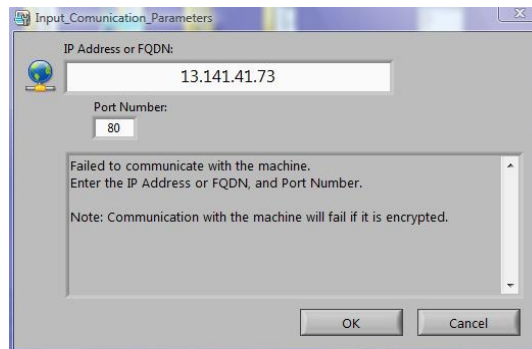 Input_Comunication_Parameters
IP Address or FQDN:
13.141.41.73
Port Number:
80
Failed to communicate with the machine.
Enter the IP Address or FQDN, and Port Number.
Note: Communication with the machine will fail if it is encrypted.
OK
Cancel